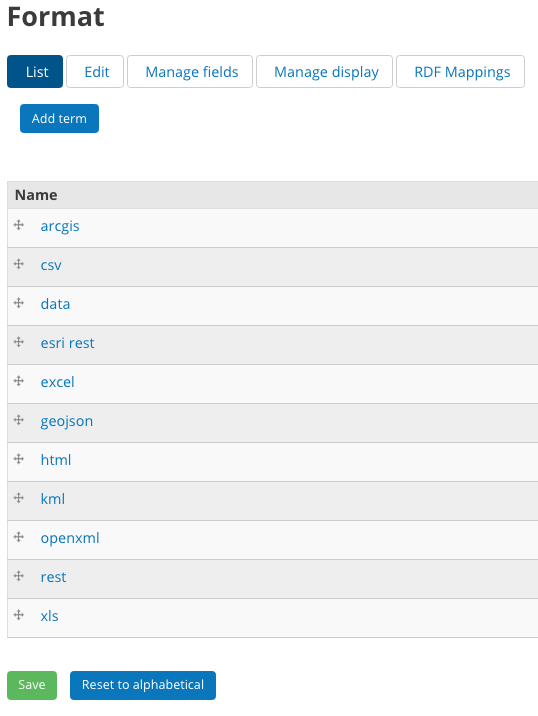 Format
List Edit Manage fields Manage display RDF Mappings
Add term
Name
arcgis
csv
data
esri rest
excel
geojson
html
kml
openxml
rest
xls
Save Reset to alphabetical